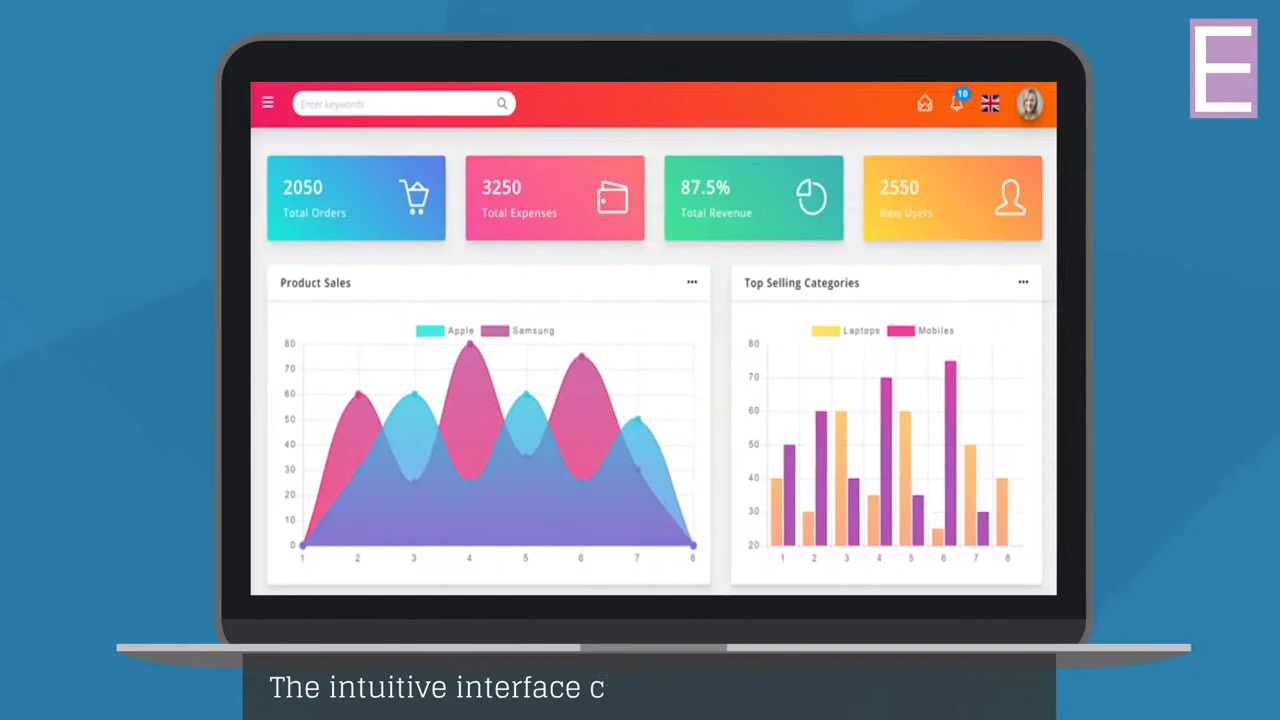 E
Enter keywords
10
2050
Total Orders
3250
Total Expenses
87.5%
Total Revenue
2550
New Users
Product Sales
Apple Samsung
80
70
60
50
40
30
20
10
0
1 2 3 4 5 6 7 8
Top Selling Categories
Laptops Mobiles
80
70
60
50
40
30
20
1 2 3 4 5 6 7 8
The intuitive interface c